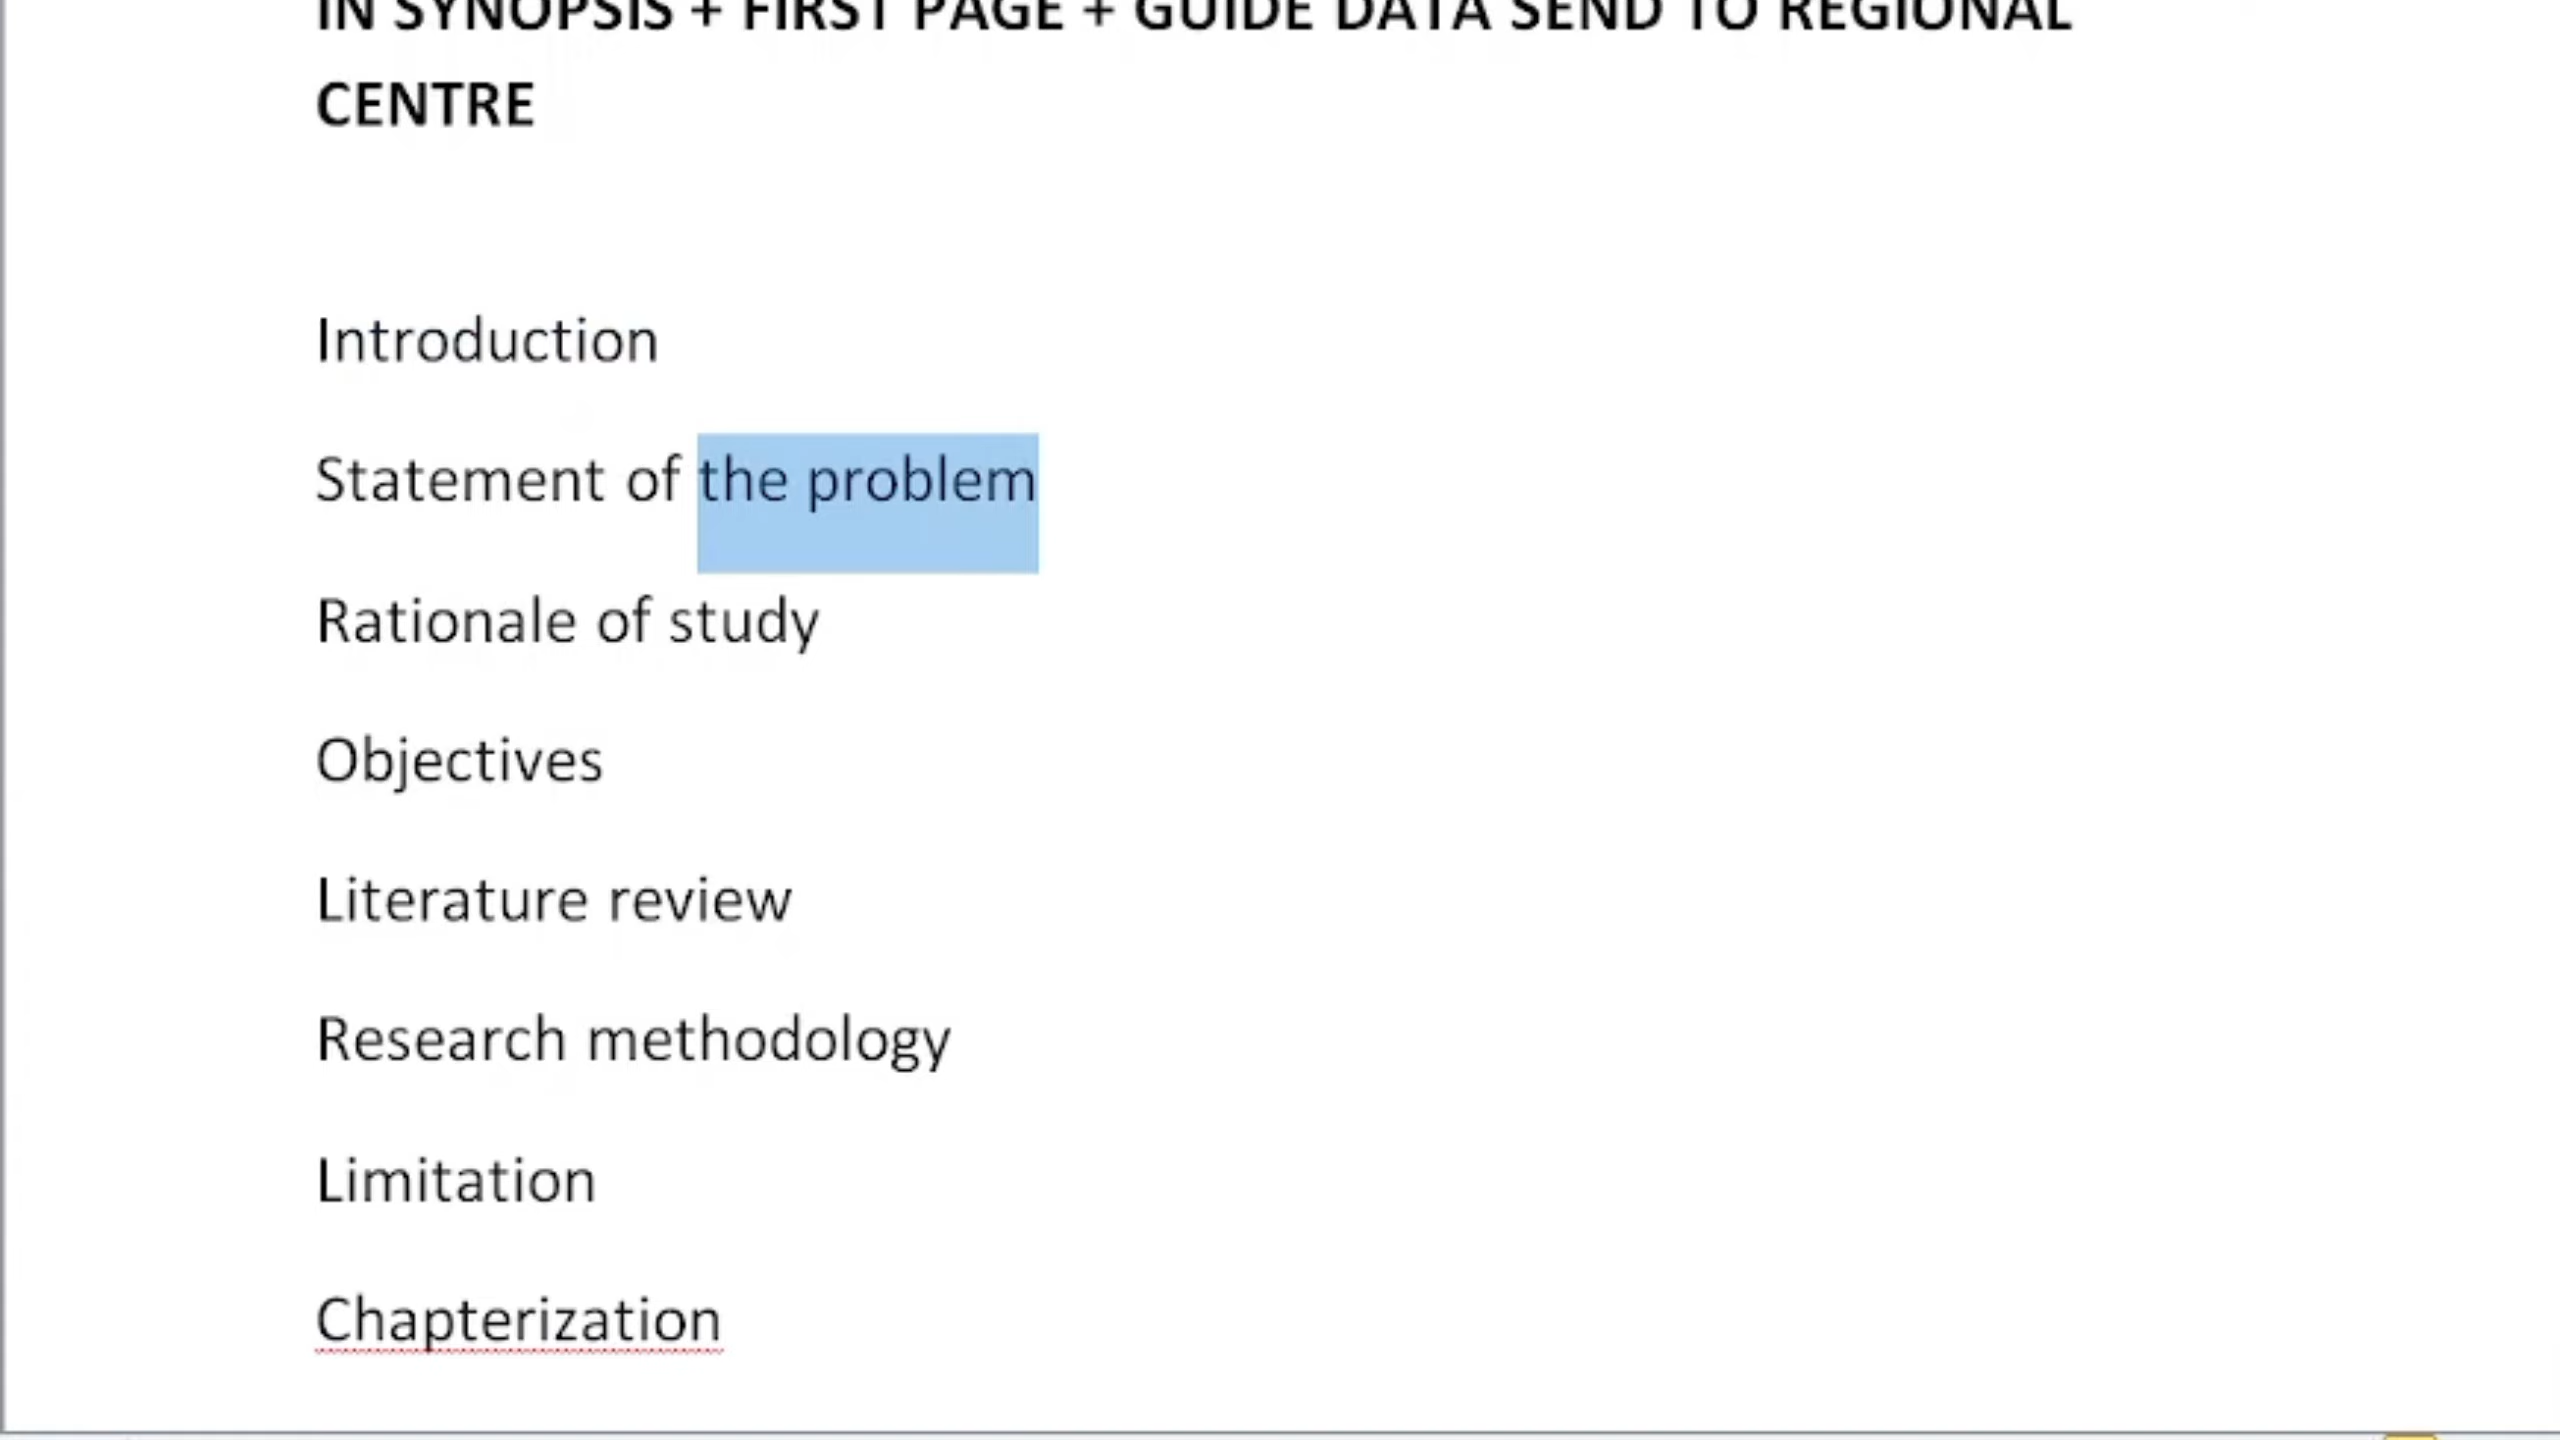 IN SYNOPSIS + FIRST PAGE + GUIDE DATA SEND TO REGIONAL
CENTRE
Introduction
Statement of the problem
Rationale of study
Objectives
Literature review
Research methodology
Limitation
Chapterization